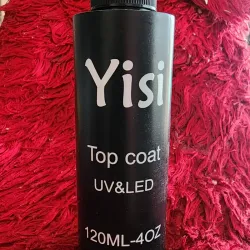 Yisi
Top coat
UV&LED
120ML-4OZ